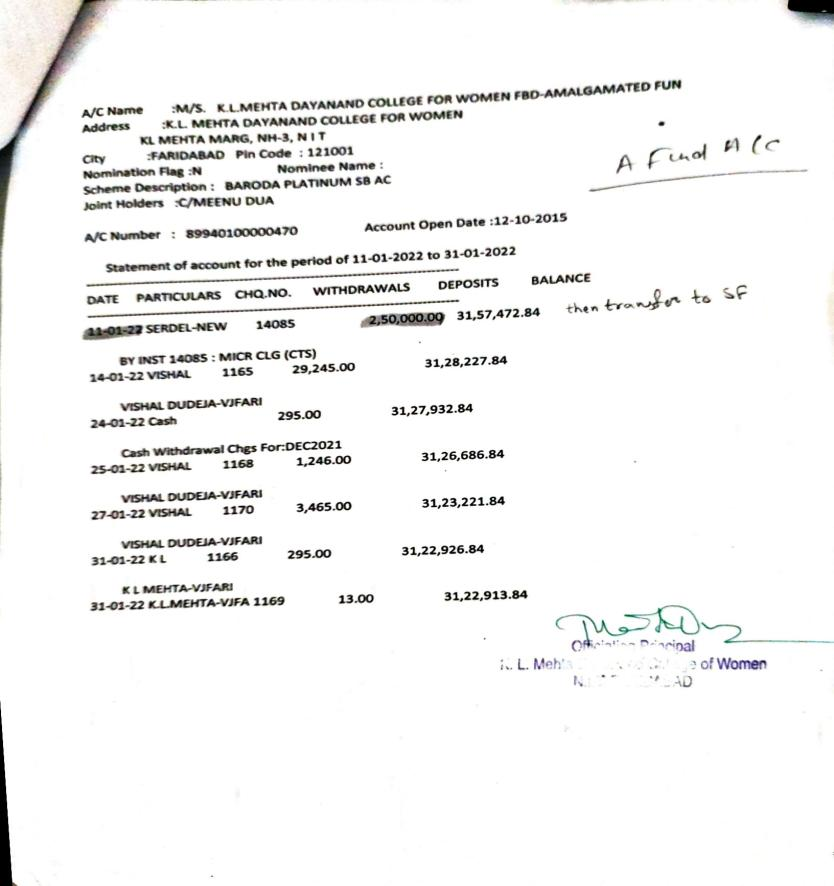 A/C Name :M/S. K.L.MEHTA DAYANAND COLLEGE FOR WOMEN FBD-AMALGAMATED FUN
Address :K.L. MEHTA DAYANAND COLLEGE FOR WOMEN
KL MEHTA MARG, NH-3, N I T
City :FARIDABAD Pin Code : 121001
Nomination Flag :N Nominee Name :
A Fund A/C
Scheme Description : BARODA PLATINUM SB AC
Joint Holders :C/MEENU DUA
A/C Number : 89940100000470 Account Open Date :12-10-2015
Statement of account for the period of 11-01-2022 to 31-01-2022
DATE PARTICULARS CHQ.NO. WITHDRAWALS DEPOSITS BALANCE
11-01-22 SERDEL-NEW 14085 2,50,000.00 31,57,472.84 then transfer to SF
BY INST 14085 : MICR CLG (CTS)
14-01-22 VISHAL 1165 29,245.00 31,28,227.84
VISHAL DUDEJA-VJFARI
24-01-22 Cash 295.00 31,27,932.84
Cash Withdrawal Chgs For:DEC2021
25-01-22 VISHAL 1168 1,246.00 31,26,686.84
VISHAL DUDEJA-VJFARI
27-01-22 VISHAL 1170 3,465.00 31,23,221.84
VISHAL DUDEJA-VJFARI
31-01-22 K L 1166 295.00 31,22,926.84
K L MEHTA-VJFARI
31-01-22 K.L.MEHTA-VJFA 1169 13.00 31,22,913.84
Officiating Principal
K. L. Mehta College of Women